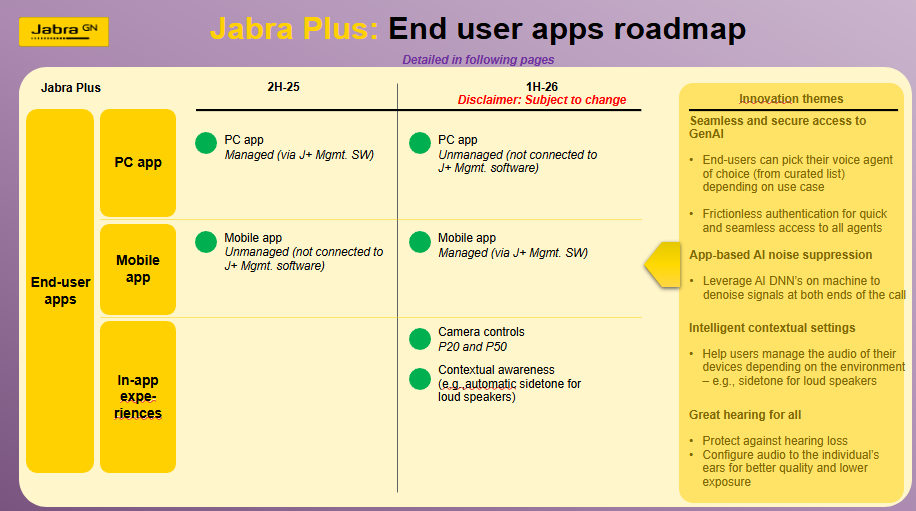 Jabra GN
Jabra Plus: End user apps roadmap
Detailed in following pages
Jabra Plus
2H-25
1H-26
Disclaimer: Subject to change
End-user
apps
PC app
PC app
Managed (via J+ Mgmt. SW)
PC app
Unmanaged (not connected to
J+ Mgmt. software)
Mobile
app
Mobile app
Unmanaged (not connected to
J+ Mgmt. software)
Mobile app
Managed (via J+ Mgmt. SW)
In-app
expe-
riences
Camera controls
P20 and P50
Contextual awareness
(e.g. automatic sidetone for
loud speakers)
Innovation themes
Seamless and secure access to
GenAI
• End-users can pick their voice agent
of choice (from curated list)
depending on use case
• Frictionless authentication for quick
and seamless access to all agents
App-based AI noise suppression
• Leverage AI DNN's on machine to
denoise signals at both ends of the call
Intelligent contextual settings
• Help users manage the audio of their
devices depending on the environment
– e.g., sidetone for loud speakers
Great hearing for all
• Protect against hearing loss
• Configure audio to the individual's
ears for better quality and lower
exposure